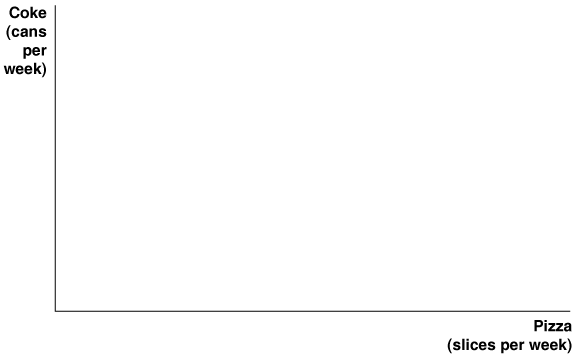 Coke
(cans
per
week)
Pizza
(slices per week)